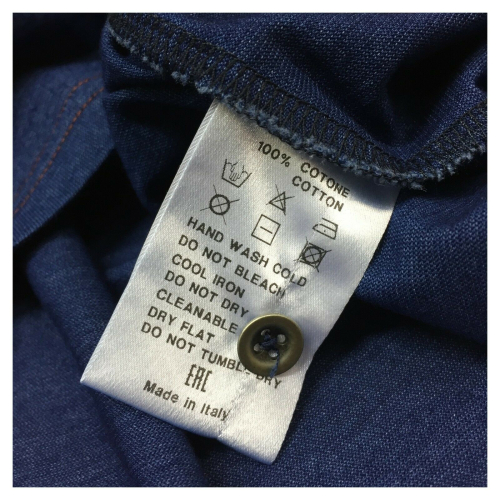 100% COTONE
COTTON
HAND WASH COLD
DO NOT BLEACH
COOL IRON
DO NOT DRY
CLEANABLE
DRY FLAT
DO NOT TUMBLE DRY
EAC
Made in Italy